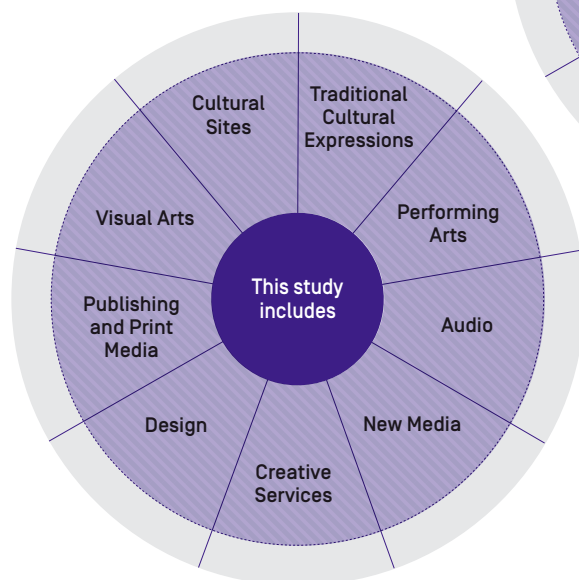 Cultural
Sites
Traditional
Cultural
Expressions
Performing
Arts
Audio
New Media
Creative
Services
Design
Publishing
and Print
Media
Visual Arts
This study
includes